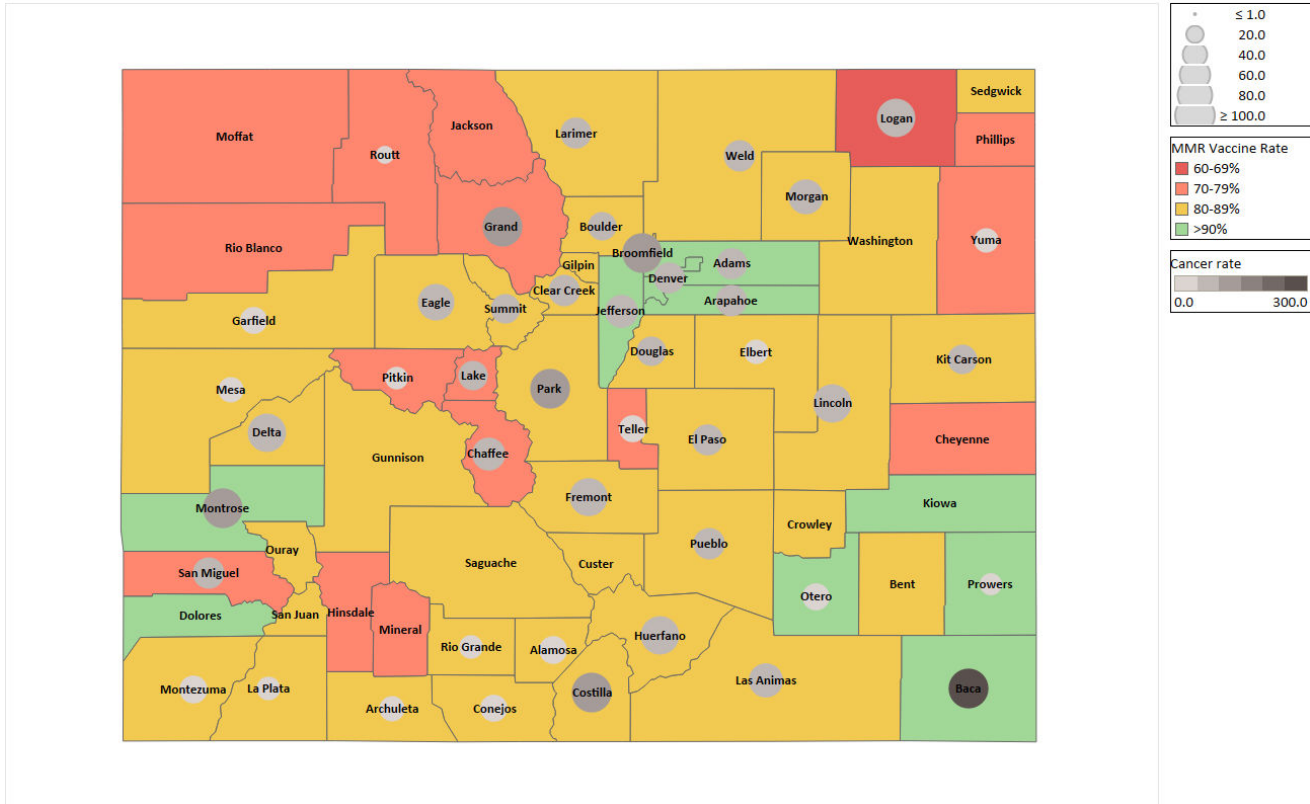 ≤ 1.0
20.0
40.0
60.0
80.0
≥ 100.0
MMR Vaccine Rate
60-69%
70-79%
80-89%
>90%
Cancer rate
0.0 300.0
Sedgwick
Logan
Jackson
Larimer
Moffat
Phillips
Routt
Weld
Morgan
Grand
Boulder
Yuma
Washington
Rio Blanco
Broomfield
Gilpin
Adams
Denver
Clear Creek
Eagle
Arapahoe
Summit
Jefferson
Garfield
Douglas
Elbert
Kit Carson
Lake
Pitkin
Park
Mesa
Lincoln
Teller
Delta
El Paso
Cheyenne
Chaffee
Gunnison
Fremont
Kiowa
Montrose
Crowley
Pueblo
Ouray
Saguache
Custer
San Miguel
Bent
Prowers
Otero
Hinsdale
San Juan
Dolores
Mineral
Huerfano
Rio Grande
Alamosa
Las Animas
Montezuma
La Plata
Baca
Costilla
Archuleta
Conejos